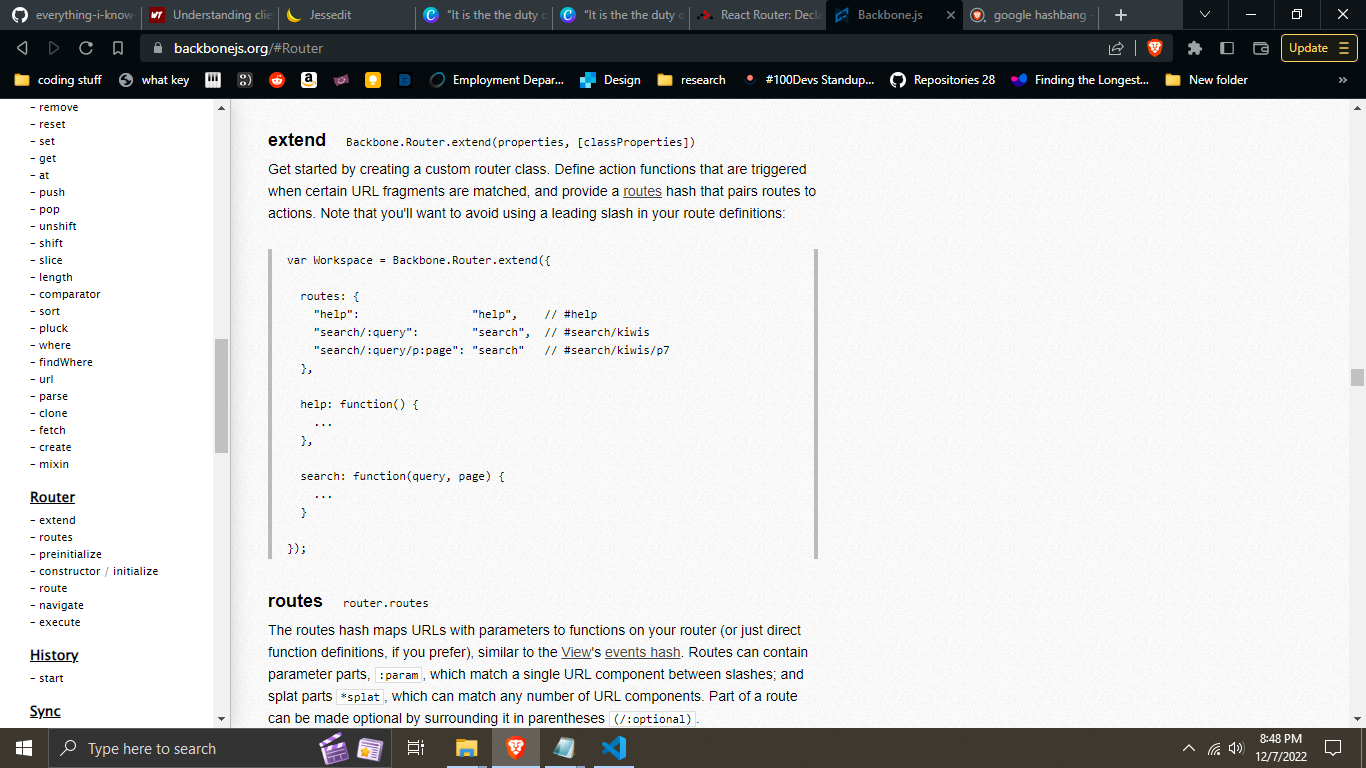 everything-i-know-
Understanding clie
Jessedit
"It is the the duty o
"It is the the duty o
React Router: Decla
Backbone.js
google hashbang -
backbonejs.org/#Router
Update
coding stuff
what key
Employment Depar...
Design
research
#100Devs Standup...
Repositories 28
Finding the Longest...
New folder
»
- remove
- reset
- set
- get
- at
- push
- pop
- unshift
- shift
- slice
- length
- comparator
- sort
- pluck
- where
- findWhere
- url
- parse
- clone
- fetch
- create
- mixin
Router
- extend
- routes
- preinitialize
- constructor / initialize
- route
- navigate
- execute
History
- start
Sync
extend Backbone.Router.extend(properties, [classProperties])
Get started by creating a custom router class. Define action functions that are triggered
when certain URL fragments are matched, and provide a routes hash that pairs routes to
actions. Note that you'll want to avoid using a leading slash in your route definitions:
var Workspace = Backbone.Router.extend({
routes: {
"help": "help", // #help
"search/:query": "search", // #search/kiwis
"search/:query/p:page": "search" // #search/kiwis/p7
},
help: function() {
...
},
search: function(query, page) {
...
}
});
routes router.routes
The routes hash maps URLs with parameters to functions on your router (or just direct
function definitions, if you prefer), similar to the View's events hash. Routes can contain
parameter parts, :param, which match a single URL component between slashes; and
splat parts *splat, which can match any number of URL components. Part of a route
can be made optional by surrounding it in parentheses (/:optional).
Type here to search
8:48 PM
12/7/2022